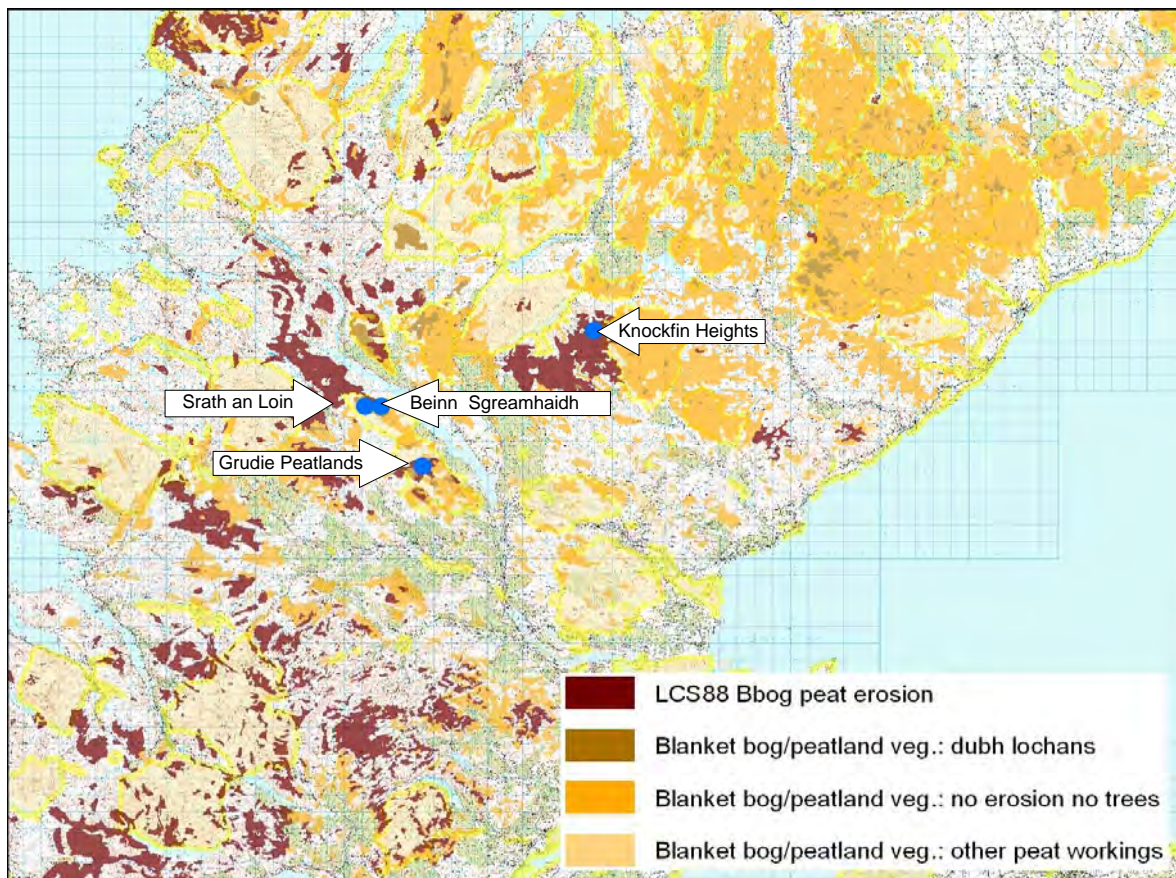 Knockfin Heights
Srath an Loin
Beinn Sgreamhaidh
Grudie Peatlands
LCS88 Bbog peat erosion
Blanket bog/peatland veg.: dubh lochans
Blanket bog/peatland veg.: no erosion no trees
Blanket bog/peatland veg.: other peat workings